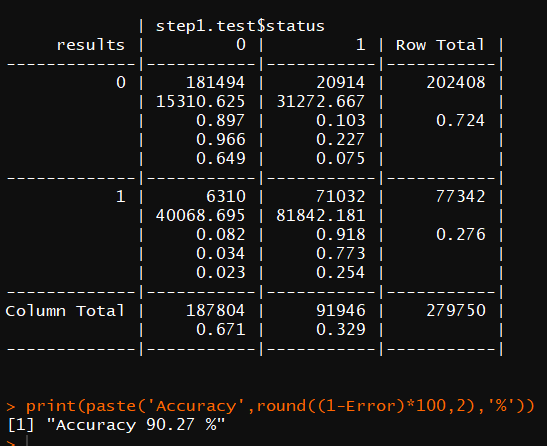 | step1.test$status
results | 0 | 1 | Row Total |
-------------|-----------|-----------|-----------|
0 | 181494 | 20914 | 202408 |
| 15310.625 | 31272.667 | |
| 0.897 | 0.103 | 0.724 |
| 0.966 | 0.227 | |
| 0.649 | 0.075 | |
-------------|-----------|-----------|-----------|
1 | 6310 | 71032 | 77342 |
| 40068.695 | 81842.181 | |
| 0.082 | 0.918 | 0.276 |
| 0.034 | 0.773 | |
| 0.023 | 0.254 | |
-------------|-----------|-----------|-----------|
Column Total | 187804 | 91946 | 279750 |
| 0.671 | 0.329 | |
-------------|-----------|-----------|-----------|
> print(paste('Accuracy',round((1-Error)*100,2),'%'))
[1] "Accuracy 90.27 %"
>